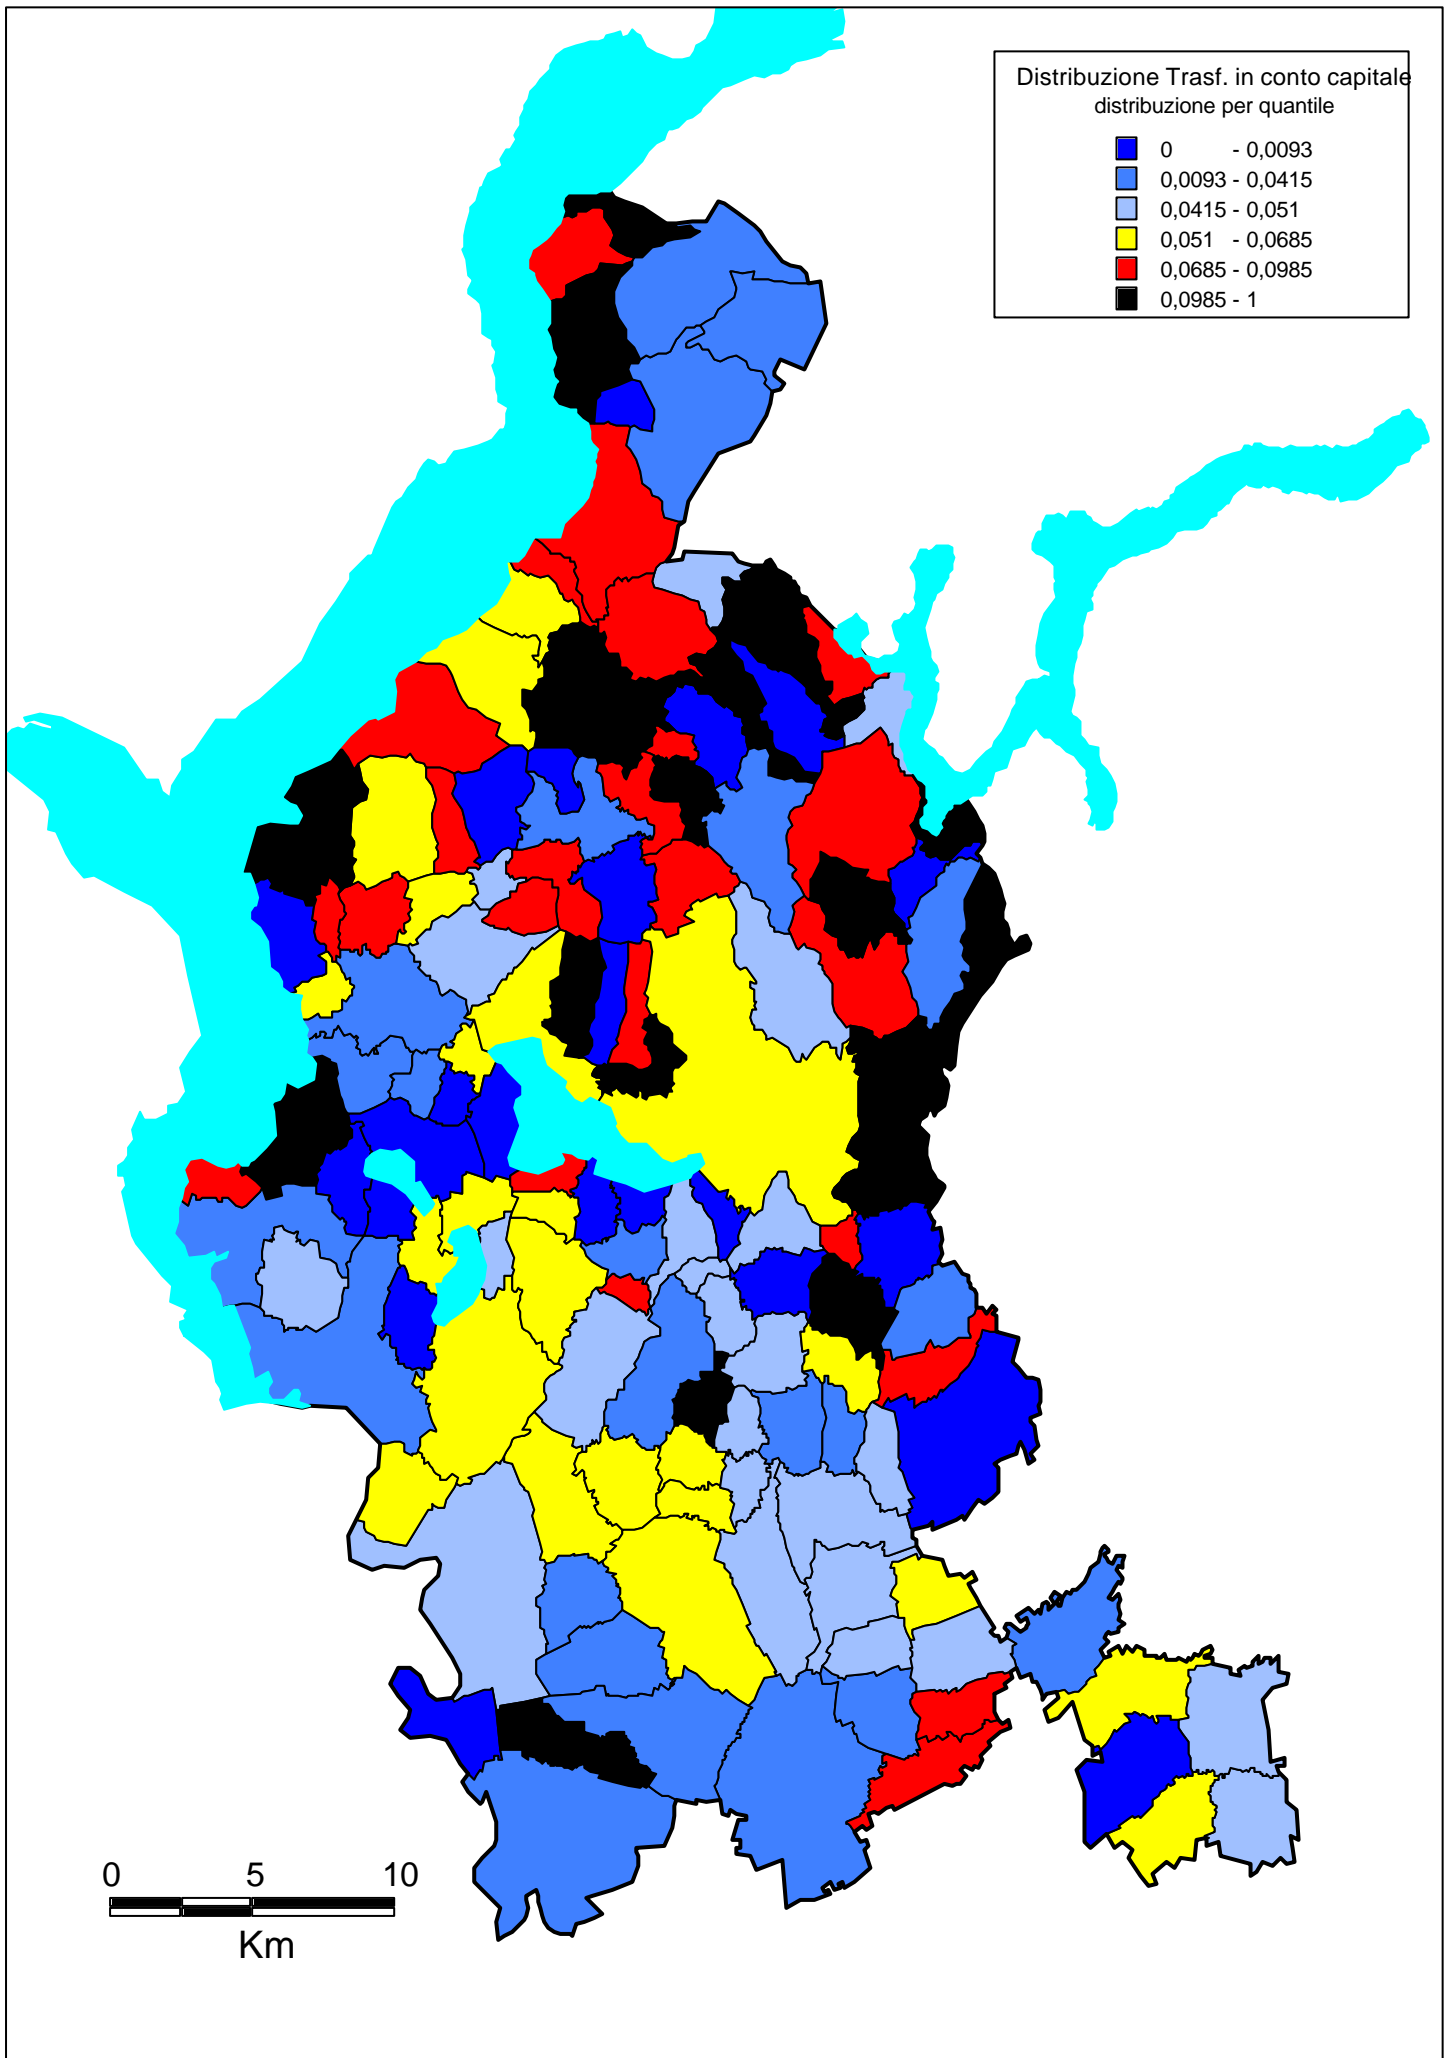 Distribuzione Trasf. in conto capitale
distribuzione per quantile
0 - 0,0093
0,0093 - 0,0415
0,0415 - 0,051
0,051 - 0,0685
0,0685 - 0,0985
0,0985 - 1
0 5 10
Km